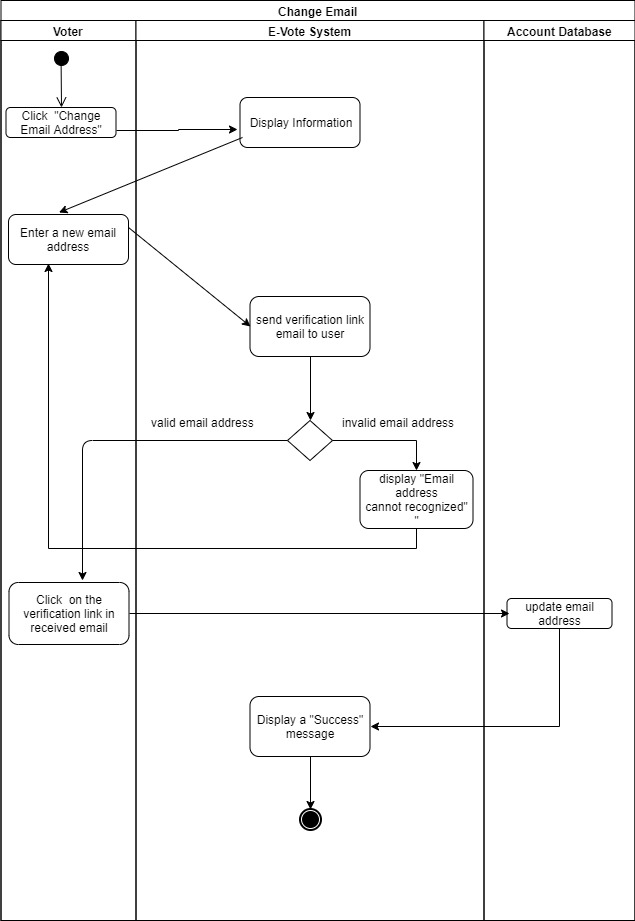 Change Email
Voter
E-Vote System
Account Database
Click "Change
Email Address"
Display Information
Enter a new email
address
send verification link
email to user
valid email address
invalid email address
display "Email
address
cannot recognized"
"
Click on the
verification link in
received email
update email
address
Display a "Success"
message